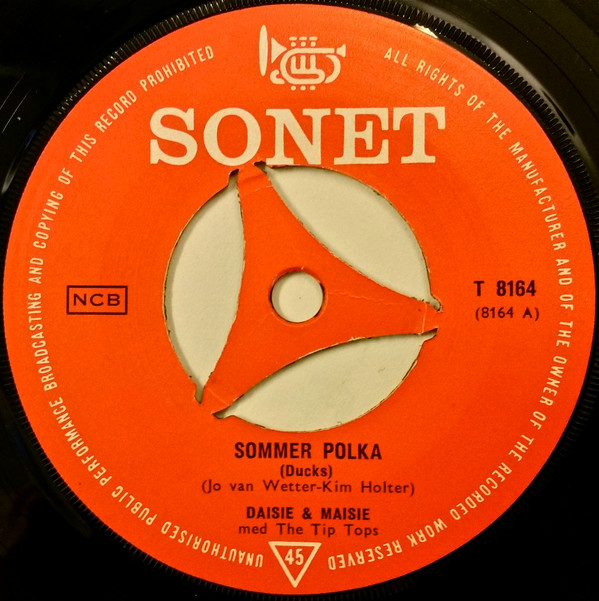 UNAUTHORISED PUBLIC PERFORMANCE BROADCASTING AND COPYING OF THIS RECORD PROHIBITED
ALL RIGHTS OF THE MANUFACTURER AND OF THE OWNER OF THE RECORDED WORK RESERVED
SONET
NCB
T 8164
(8164 A)
SOMMER POLKA
(Ducks)
(Jo van Wetter-Kim Holter)
DAISIE & MAISIE
med The Tip Tops
45